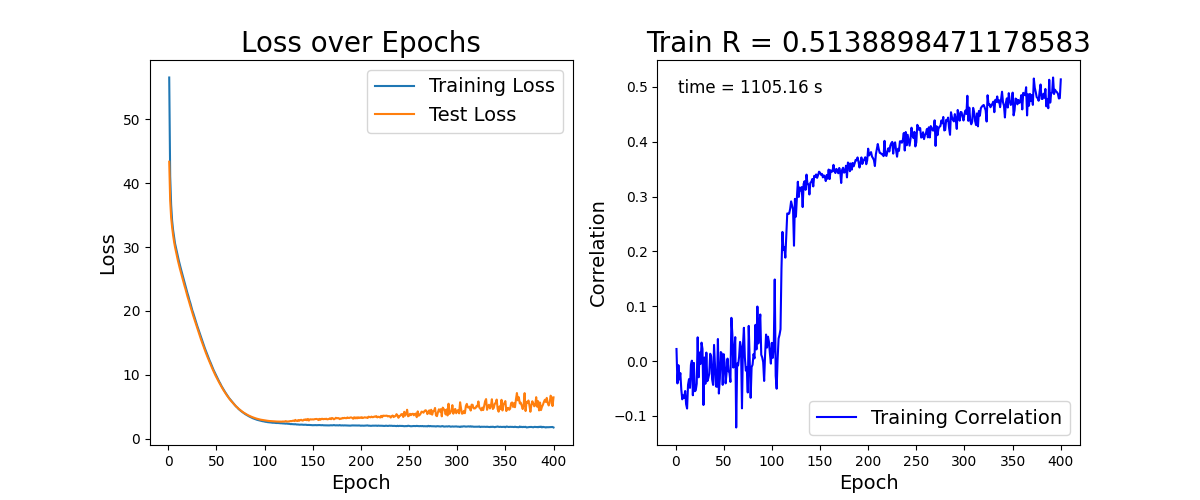 Loss over Epochs
Training Loss
Test Loss
50
40
30
20
10
0
Loss
0 50 100 150 200 250 300 350 400
Epoch
Train R = 0.5138898471178583
time = 1105.16 s
0.5
0.4
0.3
0.2
0.1
0.0
−0.1
Correlation
Training Correlation
0 50 100 150 200 250 300 350 400
Epoch